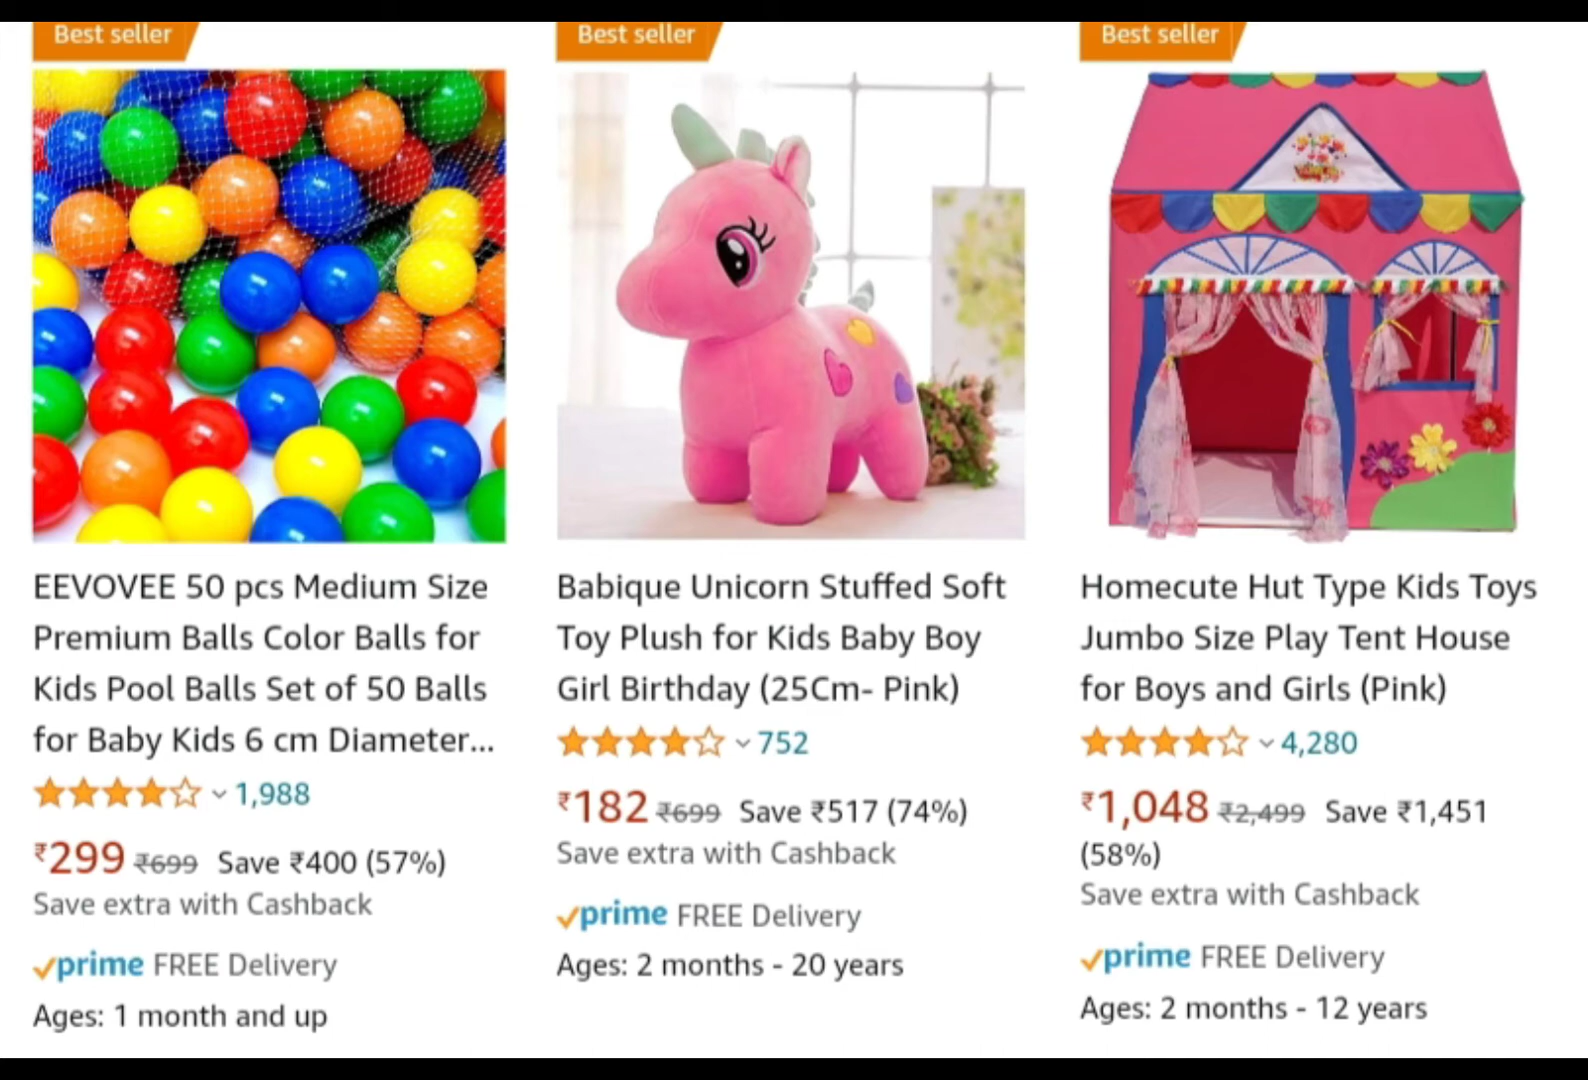 Best seller
EEVOVEE 50 pcs Medium Size
Premium Balls Color Balls for
Kids Pool Balls Set of 50 Balls
for Baby Kids 6 cm Diameter...
1,988
₹299 ₹699 Save ₹400 (57%)
Save extra with Cashback
prime FREE Delivery
Ages: 1 month and up
Best seller
Babique Unicorn Stuffed Soft
Toy Plush for Kids Baby Boy
Girl Birthday (25Cm- Pink)
752
₹182 ₹699 Save ₹517 (74%)
Save extra with Cashback
prime FREE Delivery
Ages: 2 months - 20 years
Best seller
Homecute Hut Type Kids Toys
Jumbo Size Play Tent House
for Boys and Girls (Pink)
4,280
₹1,048 ₹2,499 Save ₹1,451
(58%)
Save extra with Cashback
prime FREE Delivery
Ages: 2 months - 12 years